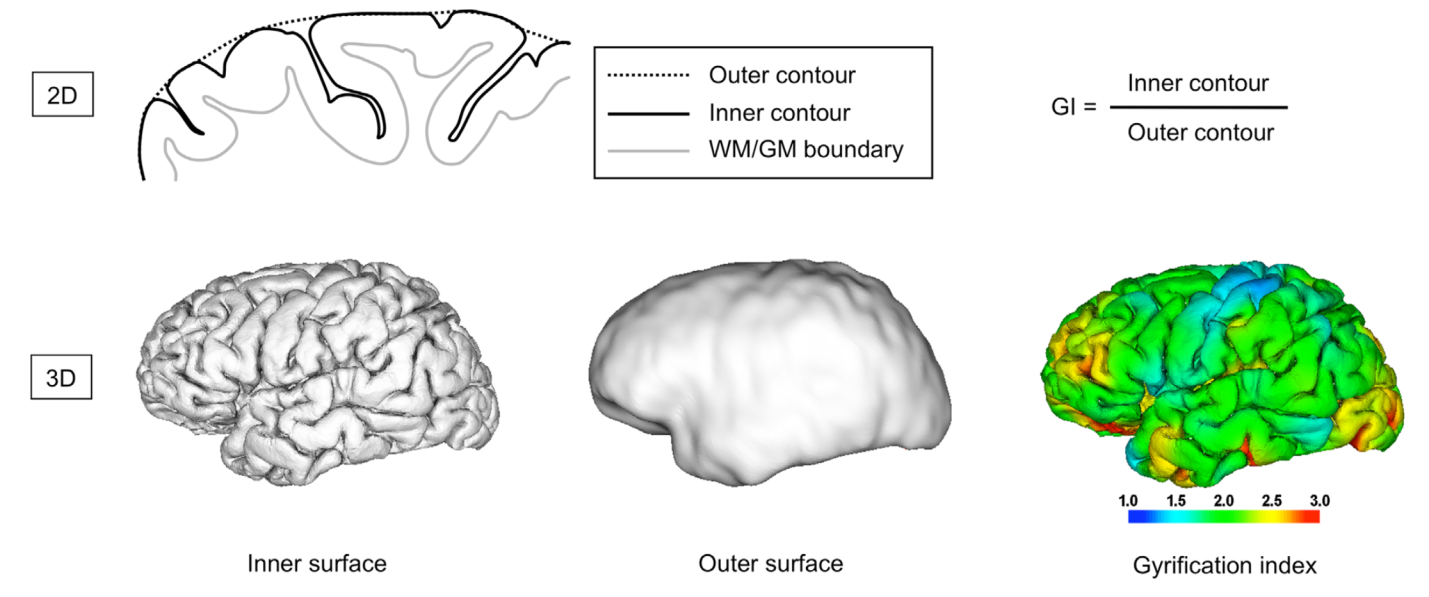 2D
Outer contour
Inner contour
WM/GM boundary
GI =
Inner contour
Outer contour
3D
1.0 1.5 2.0 2.5 3.0
Inner surface
Outer surface
Gyrification index